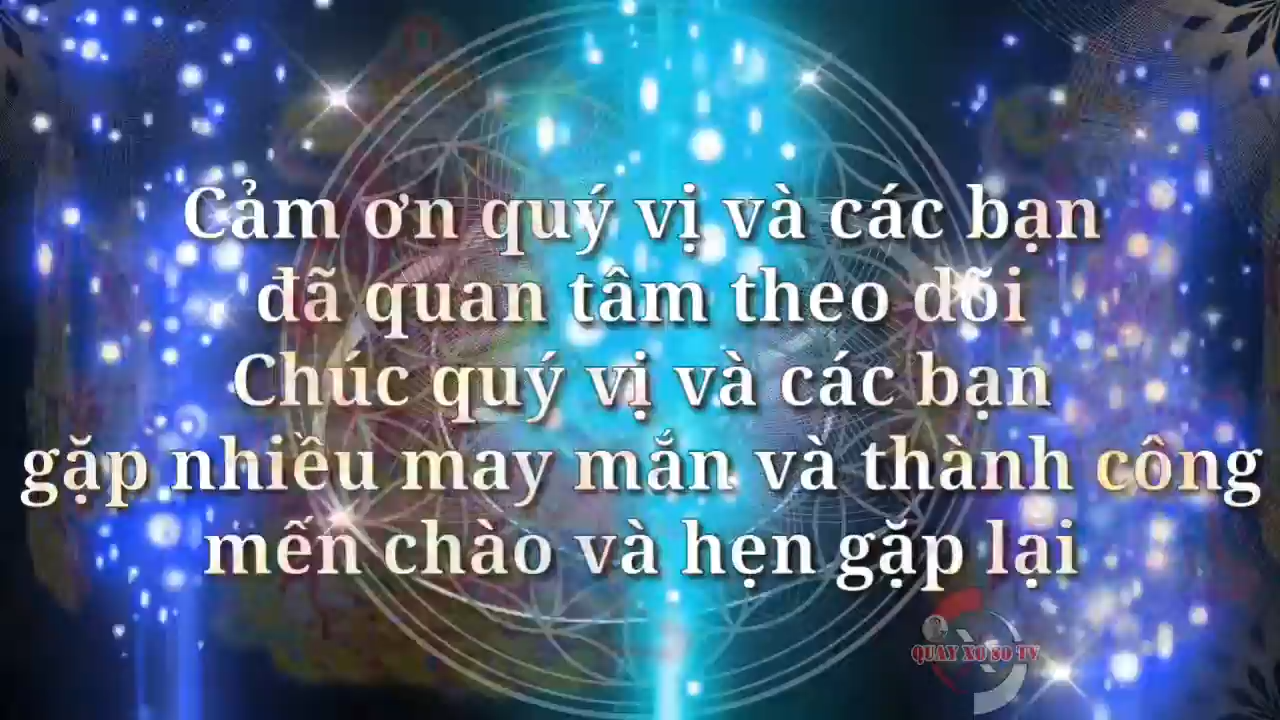 Cảm ơn quý vị và các bạn
đã quan tâm theo dõi
Chúc quý vị và các bạn
gặp nhiều may mắn và thành công
mến chào và hẹn gặp lại
QUAY XO SO TV